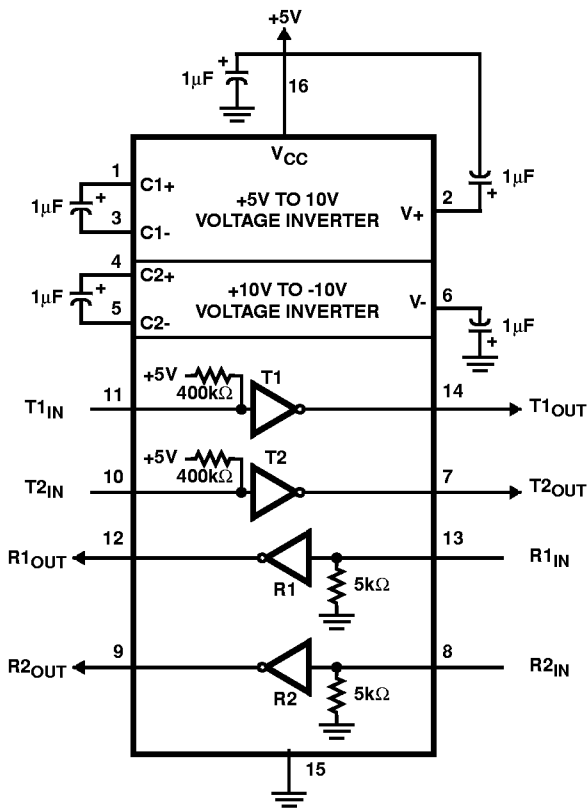 +5V
+
1µF
16
VCC
1
C1+
+5V TO 10V
VOLTAGE INVERTER
2
V+
1µF
+
1µF
+
3
C1-
4
C2+
+10V TO -10V
VOLTAGE INVERTER
V-
6
1µF
+
5
C2-
1µF
+
+5V
400kΩ
T1
T1IN
11
14
T1OUT
+5V
400kΩ
T2
T2IN
10
7
T2OUT
R1OUT
12
13
R1IN
R1
5kΩ
R2OUT
9
8
R2IN
R2
5kΩ
15